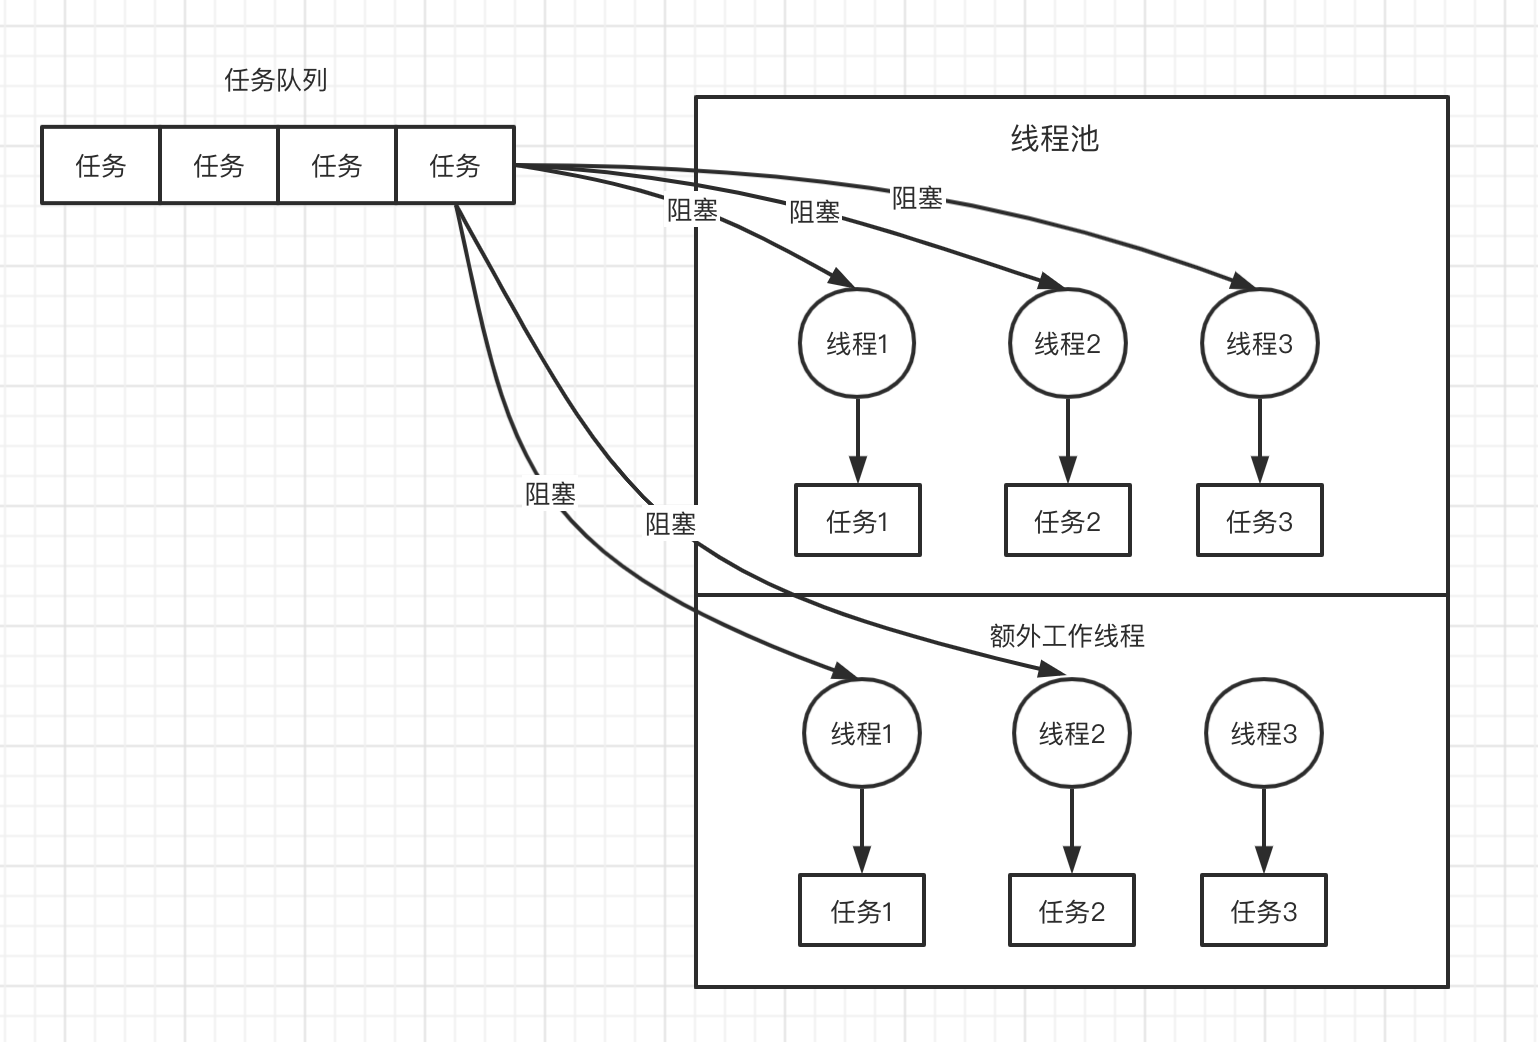 任务队列
任务
任务
任务
任务
线程池
阻塞
阻塞
阻塞
线程1
线程2
线程3
任务1
任务2
任务3
阻塞
阻塞
额外工作线程
线程1
线程2
线程3
任务1
任务2
任务3